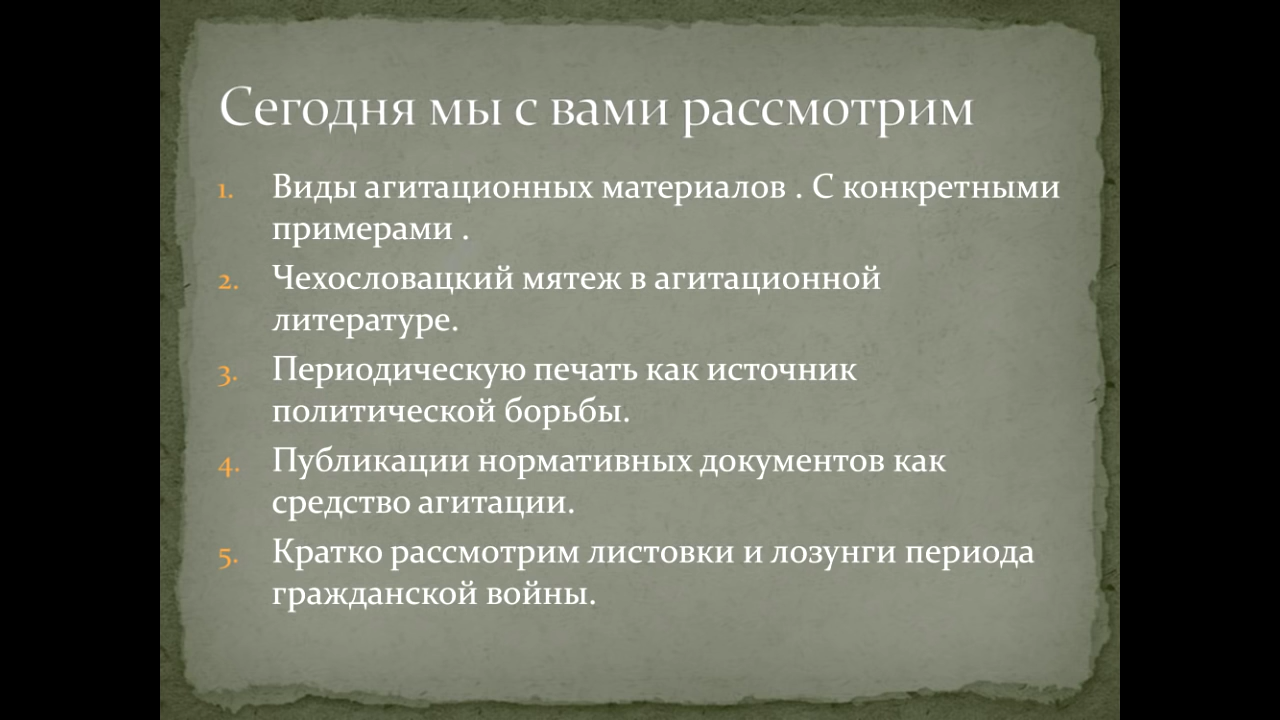 Сегодня мы с вами рассмотрим
1. Виды агитационных материалов . С конкретными
примерами .
2. Чехословацкий мятеж в агитационной
литературе.
3. Периодическую печать как источник
политической борьбы.
4. Публикации нормативных документов как
средство агитации.
5. Кратко рассмотрим листовки и лозунги периода
гражданской войны.